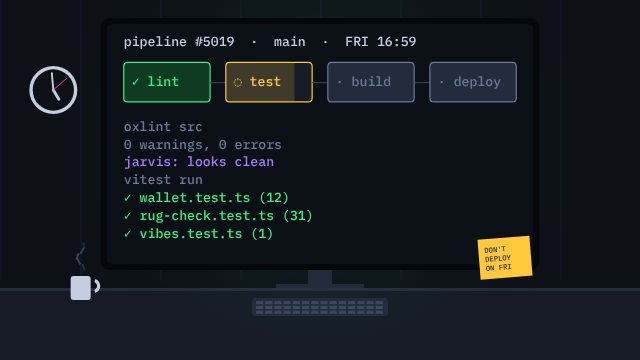 pipeline #5019 · main · FRI 16:59
✓ lint
◌ test
· build
· deploy
oxlint src
0 warnings, 0 errors
jarvis: looks clean
vitest run
✓ wallet.test.ts (12)
✓ rug-check.test.ts (31)
✓ vibes.test.ts (1)
DON'T
DEPLOY
ON FRI